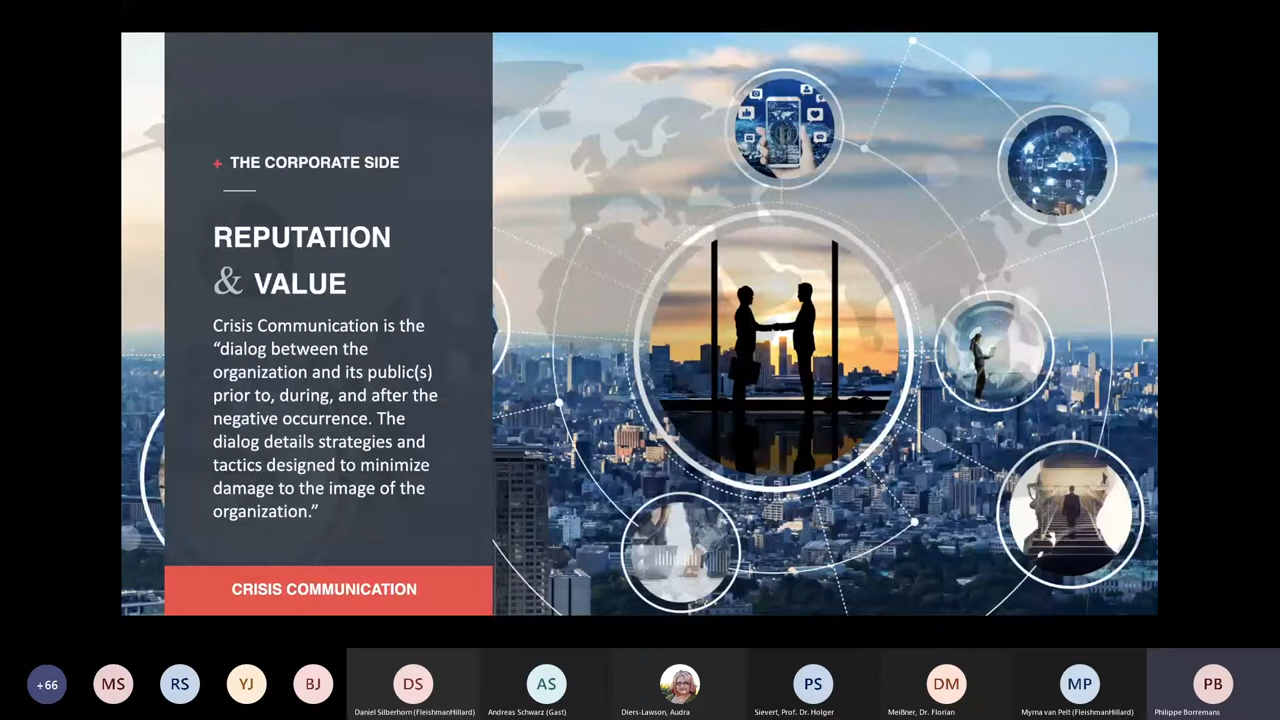 + THE CORPORATE SIDE
REPUTATION
& VALUE
Crisis Communication is the
“dialog between the
organization and its public(s)
prior to, during, and after the
negative occurrence. The
dialog details strategies and
tactics designed to minimize
damage to the image of the
organization.”
CRISIS COMMUNICATION
+66
MS
RS
YJ
BJ
DS
AS
PS
DM
MP
PB
Daniel Silberhorn (FleishmanHillard)
Andreas Schwarz (Gast)
Diers-Lawson, Audra
Sievert, Prof. Dr. Holger
Meißner, Dr. Florian
Myrna van Pelt (FleishmanHillard)
Philippe Borremans